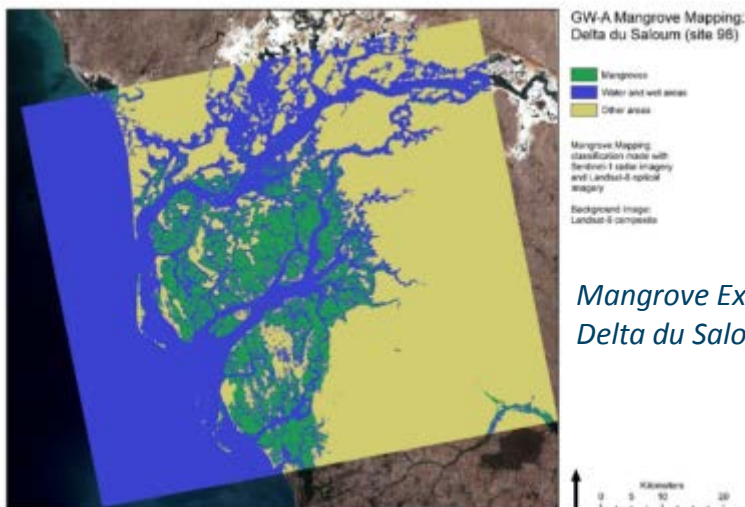 GW-A Mangrove Mapping:
Delta du Saloum (site 98)
Mangroves
Water and wet areas
Other areas
Mangrove Mapping
classification made with
Sentinel-1 radar imagery
and Landsat-8 optical
imagery
Background Image:
Landsat-8 composite
Mangrove Ex
Delta du Salo
Kilometers
0 5 10 20